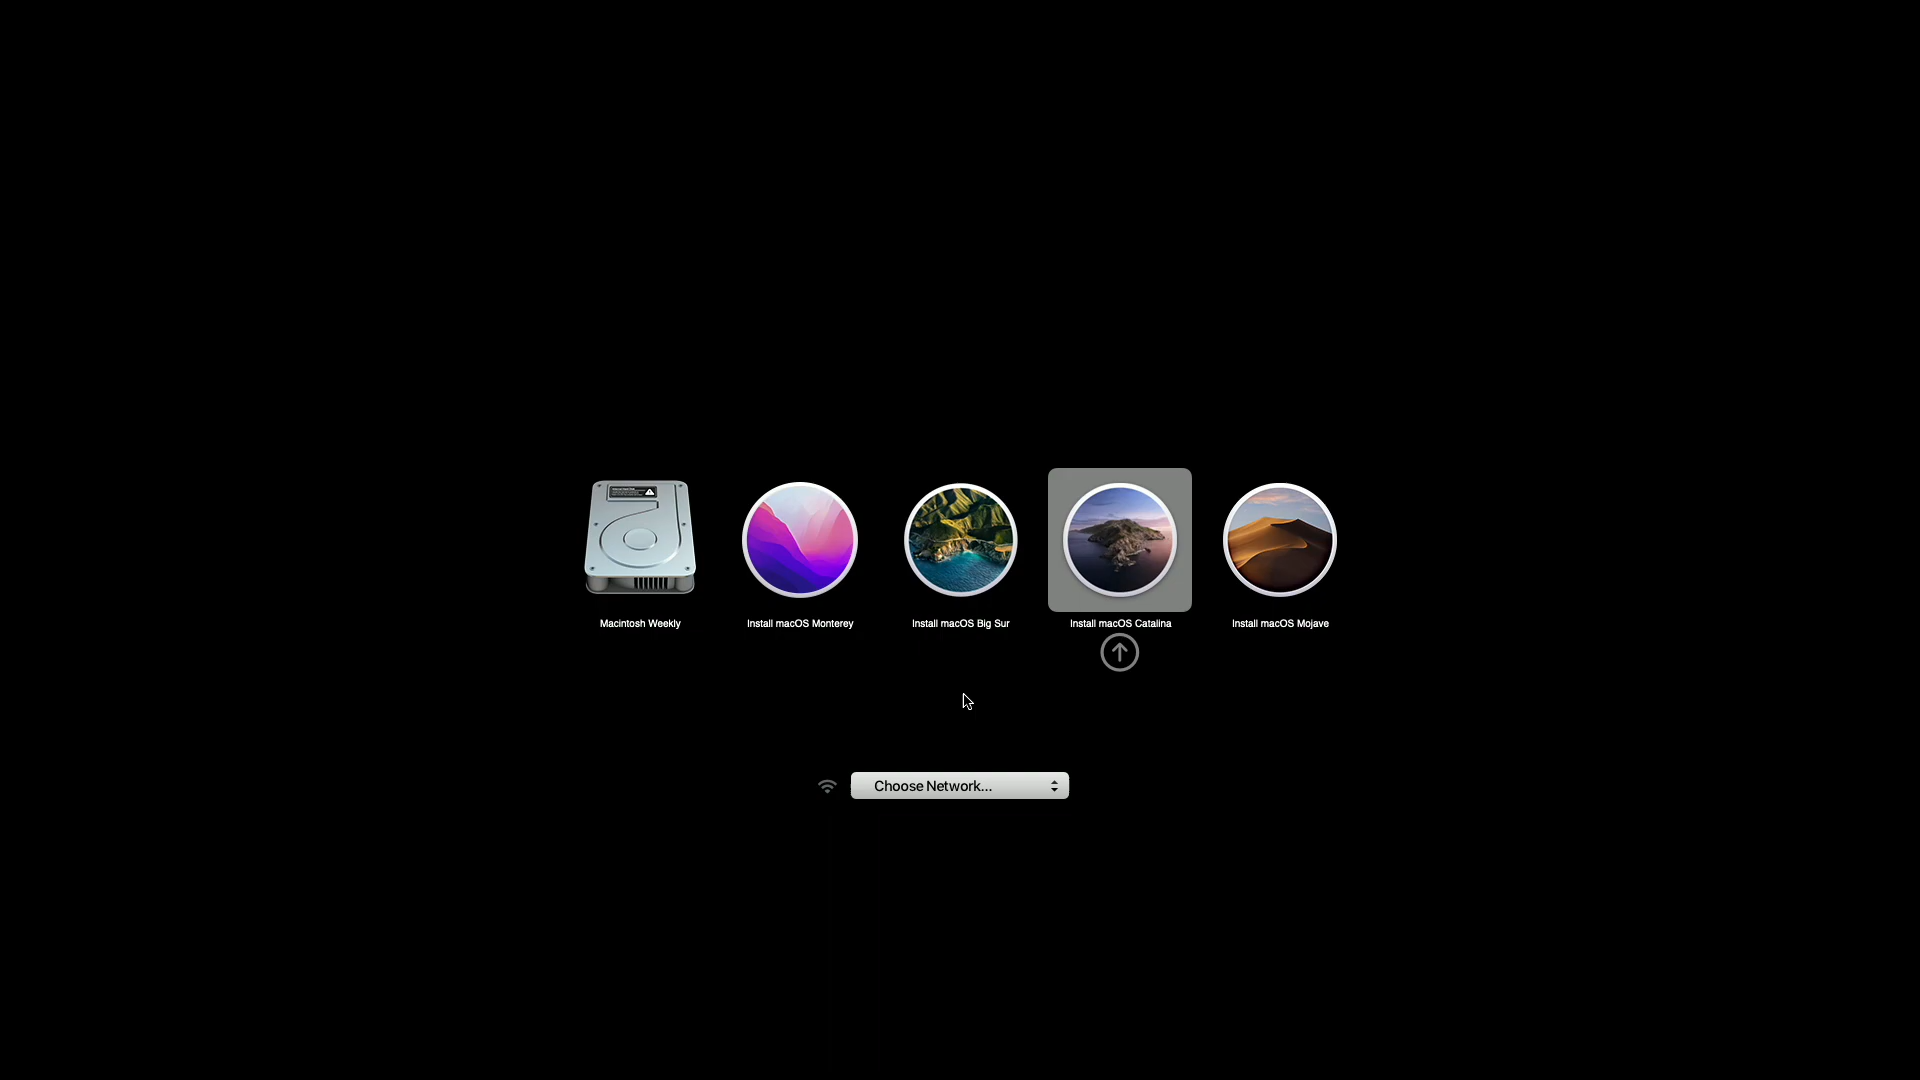 Macintosh Weekly
Install macOS Monterey
Install macOS Big Sur
Install macOS Catalina
Install macOS Mojave
Choose Network...